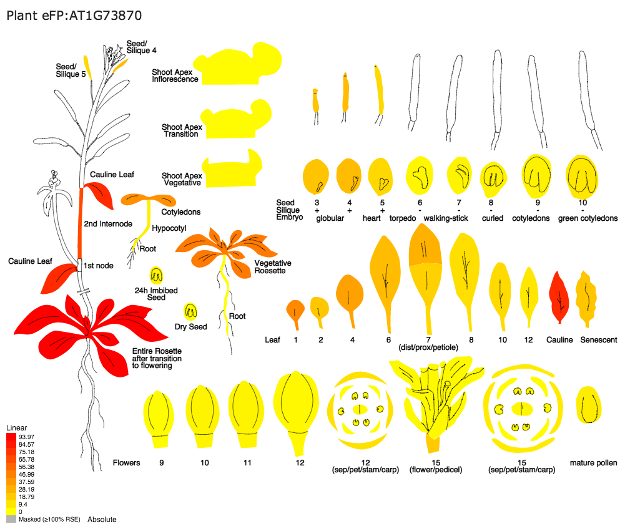 Plant eFP:AT1G73870
Seed/
Silique 4
Seed/
Silique 5
Shoot Apex
Inflorescence
Shoot Apex
Transition
Shoot Apex
Vegetative
Cauline Leaf
2nd Internode
Cotyledons
Hypocotyl
Root
Cauline Leaf
1st node
24h Imbibed
Seed
Dry Seed
Vegetative
Roesette
Root
Entire Rosette
after transition
to flowering
Seed 3 4 5 6 7 8 9 10
Silique + + + - - - - -
Embryo globular heart torpedo walking-stick curled cotyledons green cotyledons
Leaf 1 2 4 6 7 8 10 12 Cauline Senescent
(dist/prox/petiole)
Flowers 9 10 11 12 12 15 15 mature pollen
(sep/pet/stam/carp) (flower/pedicel) (sep/pet/stam/carp)
Linear
93.97
84.57
75.18
65.78
56.38
46.99
37.59
28.19
18.79
9.4
0
Masked (≥100% RSE) Absolute